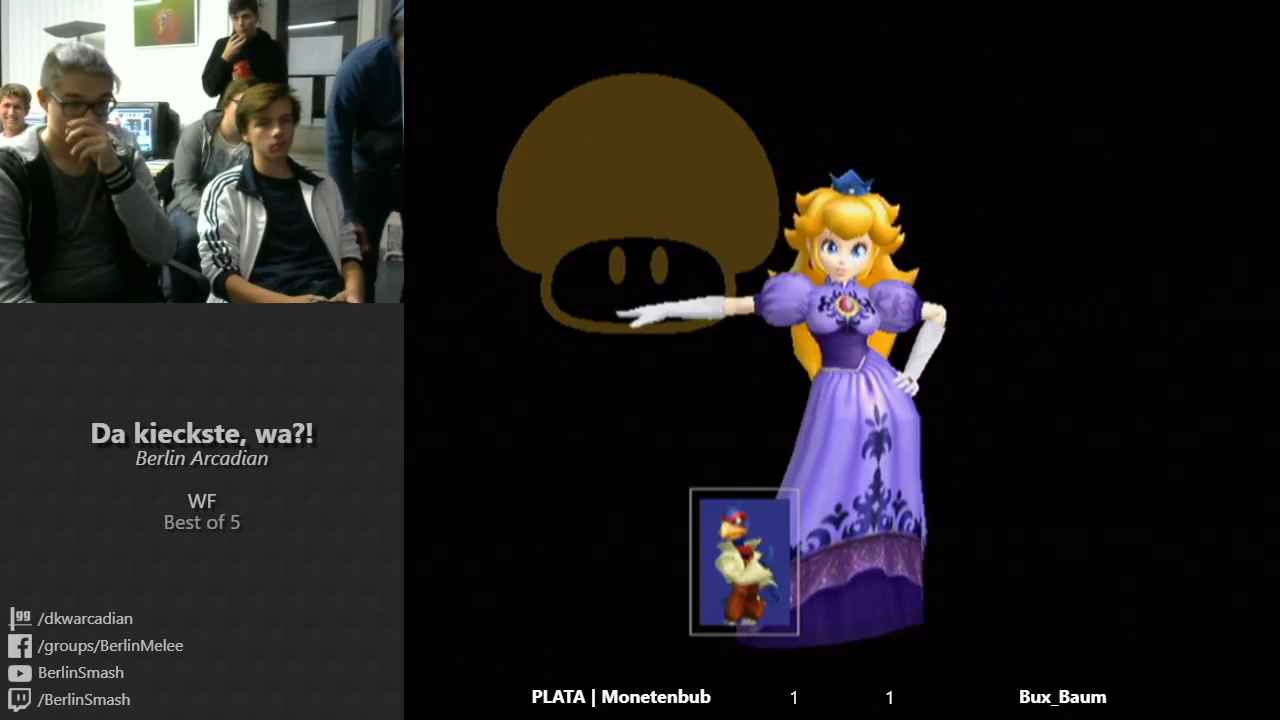 Da kieckste, wa?!
Berlin Arcadian
WF
Best of 5
gg /dkwarcadian
/groups/BerlinMelee
BerlinSmash
/BerlinSmash
PLATA | Monetenbub 1 1 Bux_Baum